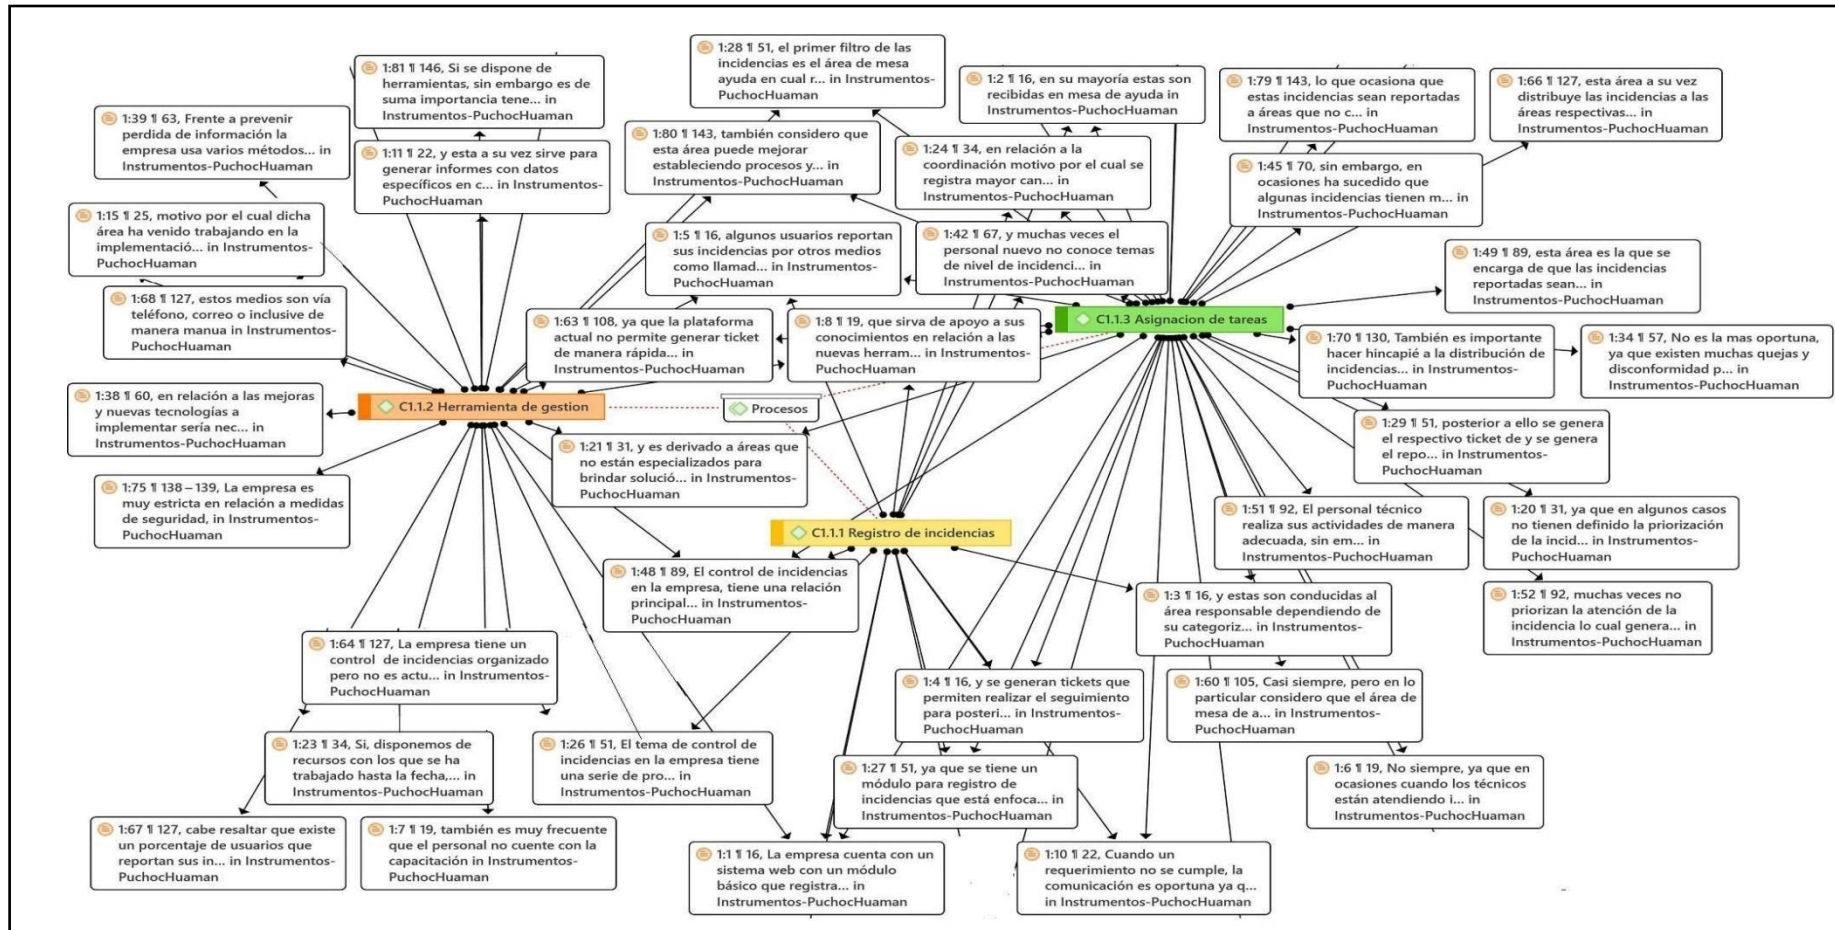 1:28 ¶ 51, el primer filtro de las
incidencias es el área de mesa
ayuda en cual r... in Instrumentos-
PuchocHuaman
1:81 ¶ 146, Si se dispone de
herramientas, sin embargo es de
suma importancia tene... in
Instrumentos-PuchocHuaman
1:2 ¶ 16, en su mayoría estas son
recibidas en mesa de ayuda in
Instrumentos-PuchocHuaman
1:79 ¶ 143, lo que ocasiona que
estas incidencias sean reportadas
a áreas que no c... in
Instrumentos-PuchocHuaman
1:66 ¶ 127, esta área a su vez
distribuye las incidencias a las
áreas respectivas... in
Instrumentos-PuchocHuaman
1:39 ¶ 63, Frente a prevenir
perdida de información la
empresa usa varios métodos... in
Instrumentos-PuchocHuaman
1:80 ¶ 143, también considero que
esta área puede mejorar
estableciendo procesos y... in
Instrumentos-PuchocHuaman
1:11 ¶ 22, y esta a su vez sirve para
generar informes con datos
específicos en c... in Instrumentos-
PuchocHuaman
1:24 ¶ 34, en relación a la
coordinación motivo por el cual se
registra mayor can... in
Instrumentos-PuchocHuaman
1:45 ¶ 70, sin embargo, en
ocasiones ha sucedido que
algunas incidencias tienen m... in
Instrumentos-PuchocHuaman
1:15 ¶ 25, motivo por el cual dicha
área ha venido trabajando en la
implementació... in Instrumentos-
PuchocHuaman
1:5 ¶ 16, algunos usuarios reportan
sus incidencias por otros medios
como llamad... in Instrumentos-
PuchocHuaman
1:42 ¶ 67, y muchas veces el
personal nuevo no conoce temas
de nivel de incidenci... in
Instrumentos-PuchocHuaman
1:49 ¶ 89, esta área es la que se
encarga de que las incidencias
reportadas sean... in
Instrumentos-PuchocHuaman
1:68 ¶ 127, estos medios son vía
teléfono, correo o inclusive de
manera manua in Instrumentos-
PuchocHuaman
1:63 ¶ 108, ya que la plataforma
actual no permite generar ticket
de manera rápida... in
Instrumentos-PuchocHuaman
1:8 ¶ 19, que sirva de apoyo a sus
conocimientos en relación a las
nuevas herram... in Instrumentos-
PuchocHuaman
C1.1.3 Asignacion de tareas
1:70 ¶ 130, También es importante
hacer hincapié a la distribución de
incidencias... in Instrumentos-
PuchocHuaman
1:34 ¶ 57, No es la mas oportuna,
ya que existen muchas quejas y
disconformidad p... in
Instrumentos-PuchocHuaman
1:38 ¶ 60, en relación a las mejoras
y nuevas tecnologías a
implementar sería nec... in
Instrumentos-PuchocHuaman
C1.1.2 Herramienta de gestion
Procesos
1:29 ¶ 51, posterior a ello se genera
el respectivo ticket de y se genera
el repo... in Instrumentos-
PuchocHuaman
1:21 ¶ 31, y es derivado a áreas que
no están especializados para
brindar solució... in Instrumentos-
PuchocHuaman
1:75 ¶ 138 – 139, La empresa es
muy estricta en relación a medidas
de seguridad, in Instrumentos-
PuchocHuaman
C1.1.1 Registro de incidencias
1:51 ¶ 92, El personal técnico
realiza sus actividades de manera
adecuada, sin em... in
Instrumentos-PuchocHuaman
1:20 ¶ 31, ya que en algunos casos
no tienen definido la priorización
de la incid... in Instrumentos-
PuchocHuaman
1:48 ¶ 89, El control de incidencias
en la empresa, tiene una relación
principal... in Instrumentos-
PuchocHuaman
1:3 ¶ 16, y estas son conducidas al
área responsable dependiendo de
su categoriz... in Instrumentos-
PuchocHuaman
1:52 ¶ 92, muchas veces no
priorizan la atención de la
incidencia lo cual genera... in
Instrumentos-PuchocHuaman
1:64 ¶ 127, La empresa tiene un
control de incidencias organizado
pero no es actu... in Instrumentos-
PuchocHuaman
1:4 ¶ 16, y se generan tickets que
permiten realizar el seguimiento
para posteri... in Instrumentos-
PuchocHuaman
1:60 ¶ 105, Casi siempre, pero en lo
particular considero que el área de
mesa de a... in Instrumentos-
PuchocHuaman
1:23 ¶ 34, Si, disponemos de
recursos con los que se ha
trabajado hasta la fecha,... in
Instrumentos-PuchocHuaman
1:26 ¶ 51, El tema de control de
incidencias en la empresa tiene
una serie de pro... in
Instrumentos-PuchocHuaman
1:27 ¶ 51, ya que se tiene un
módulo para registro de
incidencias que está enfoca... in
Instrumentos-PuchocHuaman
1:6 ¶ 19, No siempre, ya que en
ocasiones cuando los técnicos
están atendiendo i... in
Instrumentos-PuchocHuaman
1:67 ¶ 127, cabe resaltar que existe
un porcentaje de usuarios que
reportan sus in... in Instrumentos-
PuchocHuaman
1:7 ¶ 19, también es muy frecuente
que el personal no cuente con la
capacitación in Instrumentos-
PuchocHuaman
1:1 ¶ 16, La empresa cuenta con un
sistema web con un módulo
básico que registra... in
Instrumentos-PuchocHuaman
1:10 ¶ 22, Cuando un
requerimiento no se cumple, la
comunicación es oportuna ya q...
in Instrumentos-PuchocHuaman